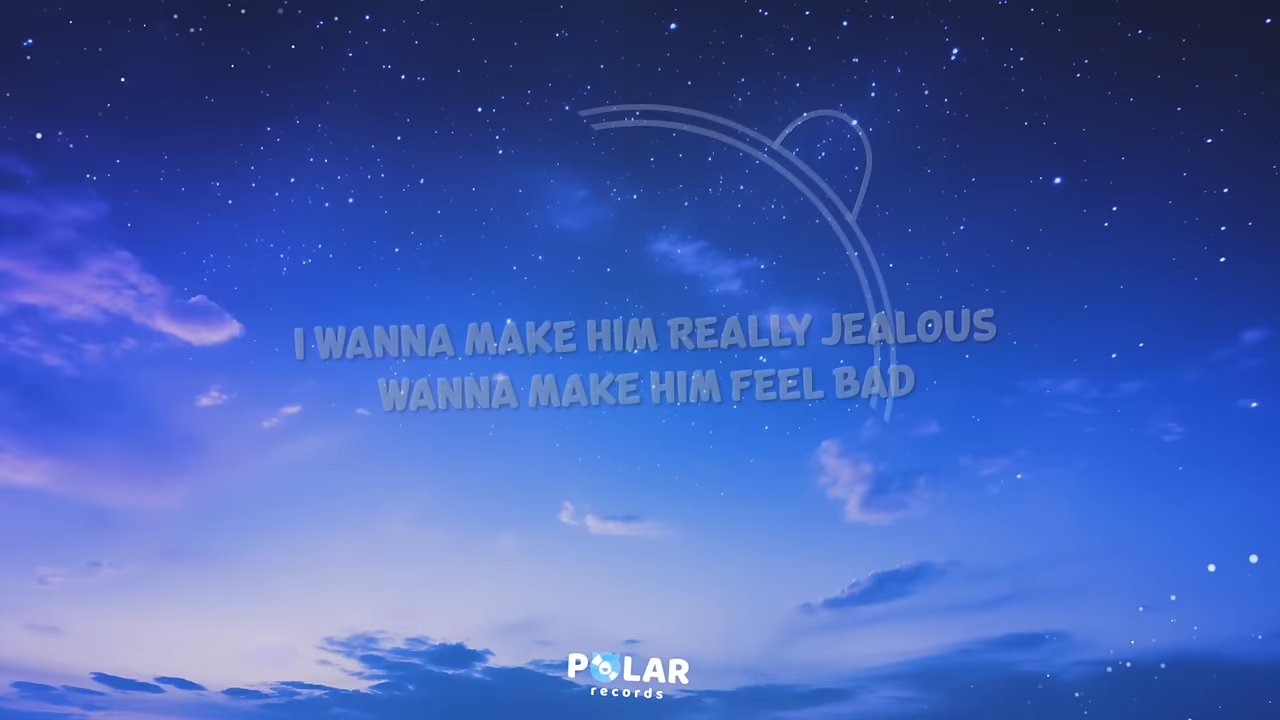 I WANNA MAKE HIM REALLY JEALOUS
WANNA MAKE HIM FEEL BAD
POLAR
records